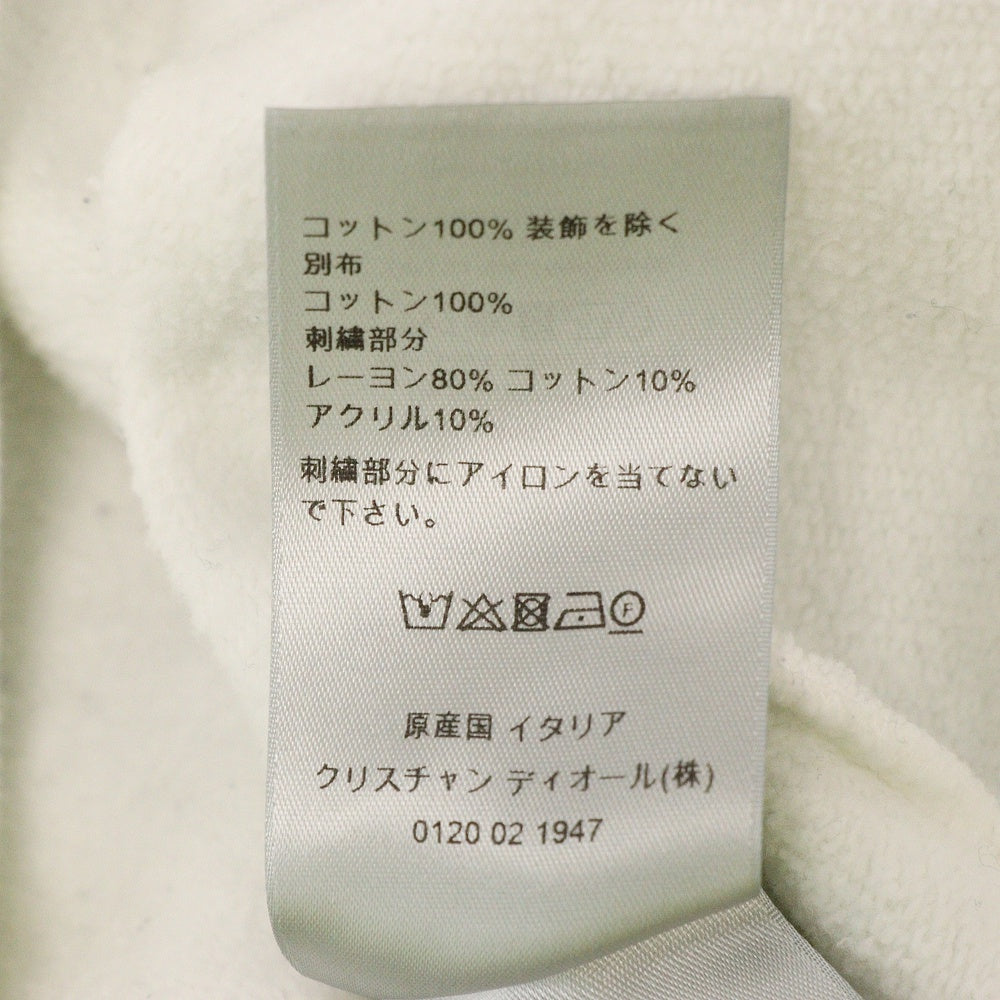 コットン100% 装飾を除く
別布
コットン100%
刺繍部分
レーヨン80% コットン10%
アクリル10%
刺繍部分にアイロンを当てない
で下さい。
F
原産国 イタリア
クリスチャン ディオール(株)
0120 02 1947